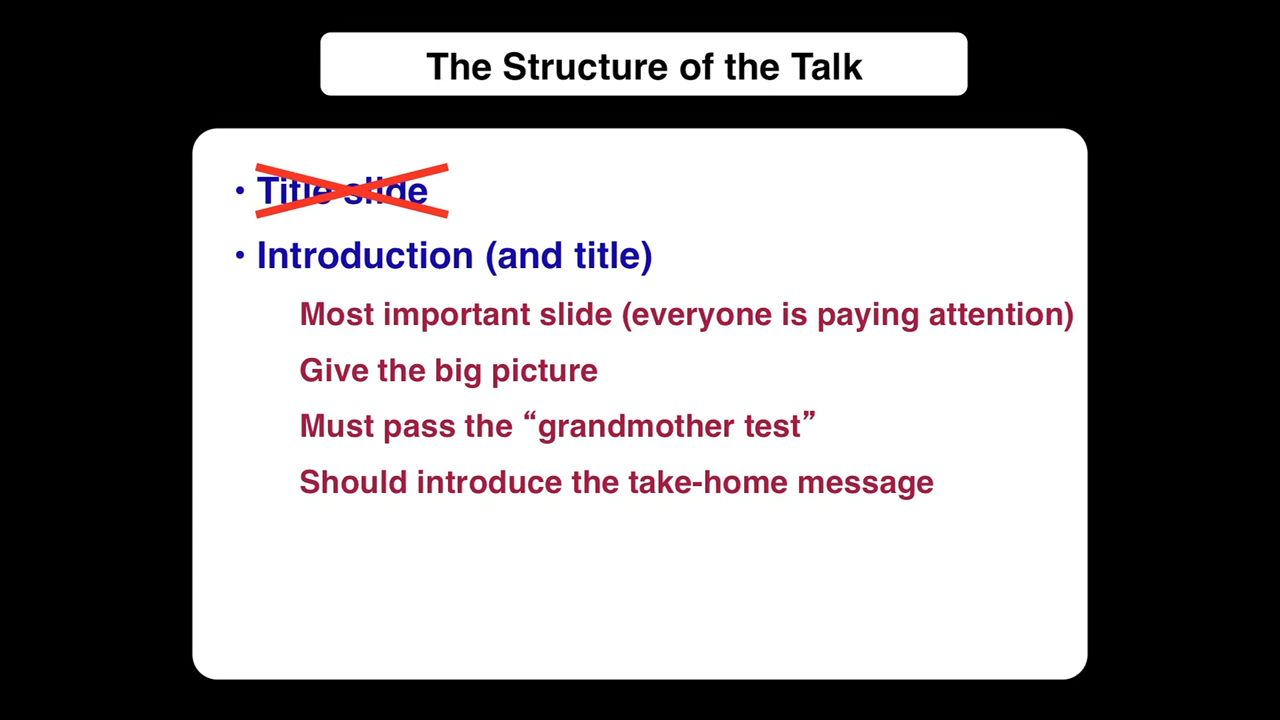 The Structure of the Talk
• Title slide
• Introduction (and title)
Most important slide (everyone is paying attention)
Give the big picture
Must pass the “grandmother test”
Should introduce the take-home message